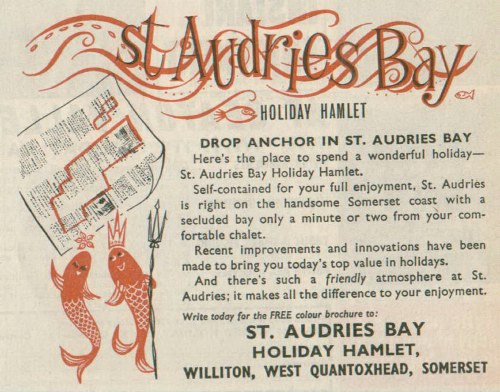 St Audries Bay
HOLIDAY HAMLET
DROP ANCHOR IN ST. AUDRIES BAY
Here's the place to spend a wonderful holiday—
St. Audries Bay Holiday Hamlet.
Self-contained for your full enjoyment, St. Audries
is right on the handsome Somerset coast with a
secluded bay only a minute or two from your com-
fortable chalet.
Recent improvements and innovations have been
made to bring you today's top value in holidays.
And there's such a friendly atmosphere at St.
Audries; it makes all the difference to your enjoyment.
Write today for the FREE colour brochure to:
ST. AUDRIES BAY
HOLIDAY HAMLET,
WILLITON, WEST QUANTOXHEAD, SOMERSET